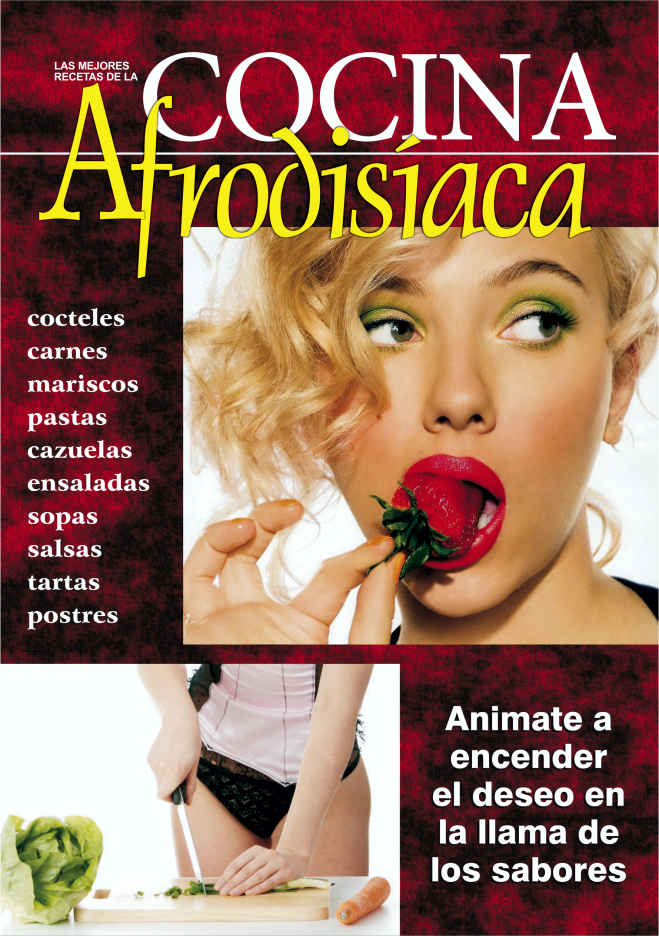 LAS MEJORES
RECETAS DE LA
COCINA
Afrodisíaca
cocteles
carnes
mariscos
pastas
cazuelas
ensaladas
sopas
salsas
tartas
postres
Animate a
encender
el deseo en
la llama de
los sabores